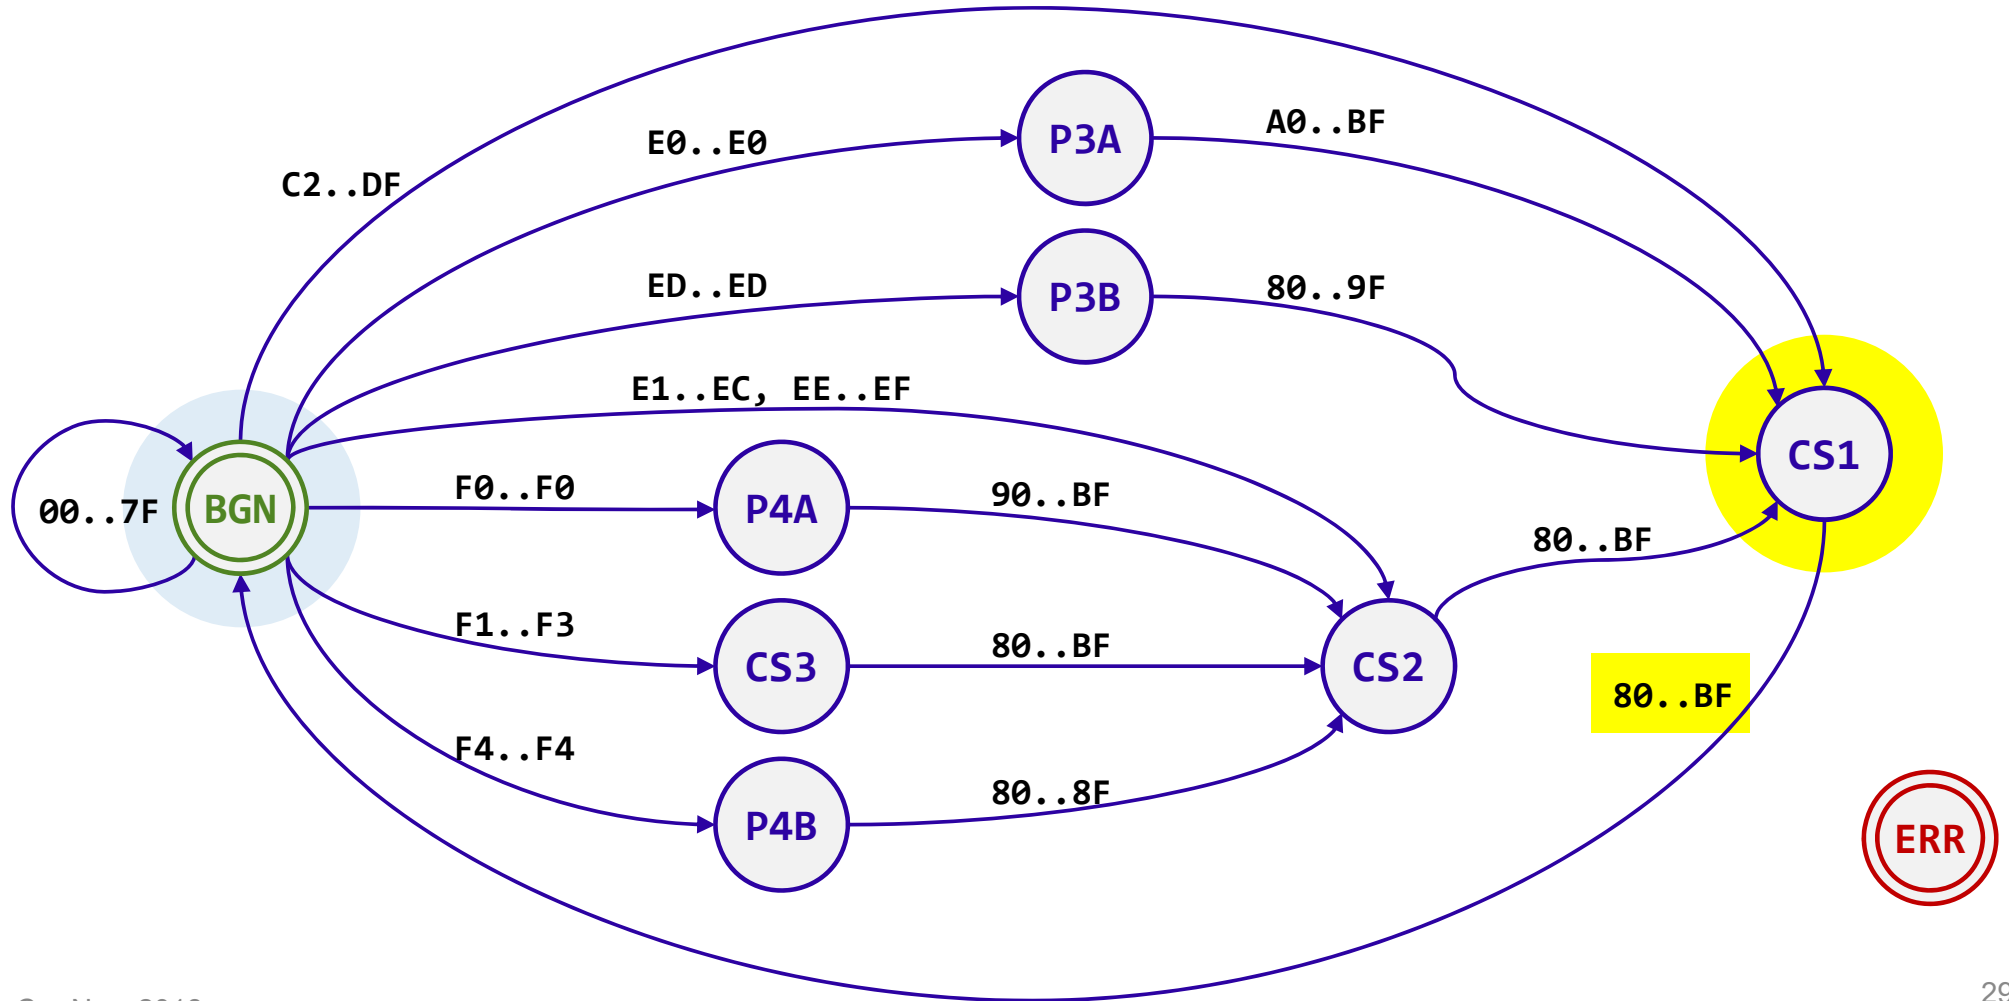 P3A
A0..BF
E0..E0
C2..DF
ED..ED
P3B
80..9F
E1..EC, EE..EF
CS1
00..7F
BGN
F0..F0
P4A
90..BF
80..BF
F1..F3
CS3
80..BF
CS2
80..BF
F4..F4
80..8F
P4B
ERR
29